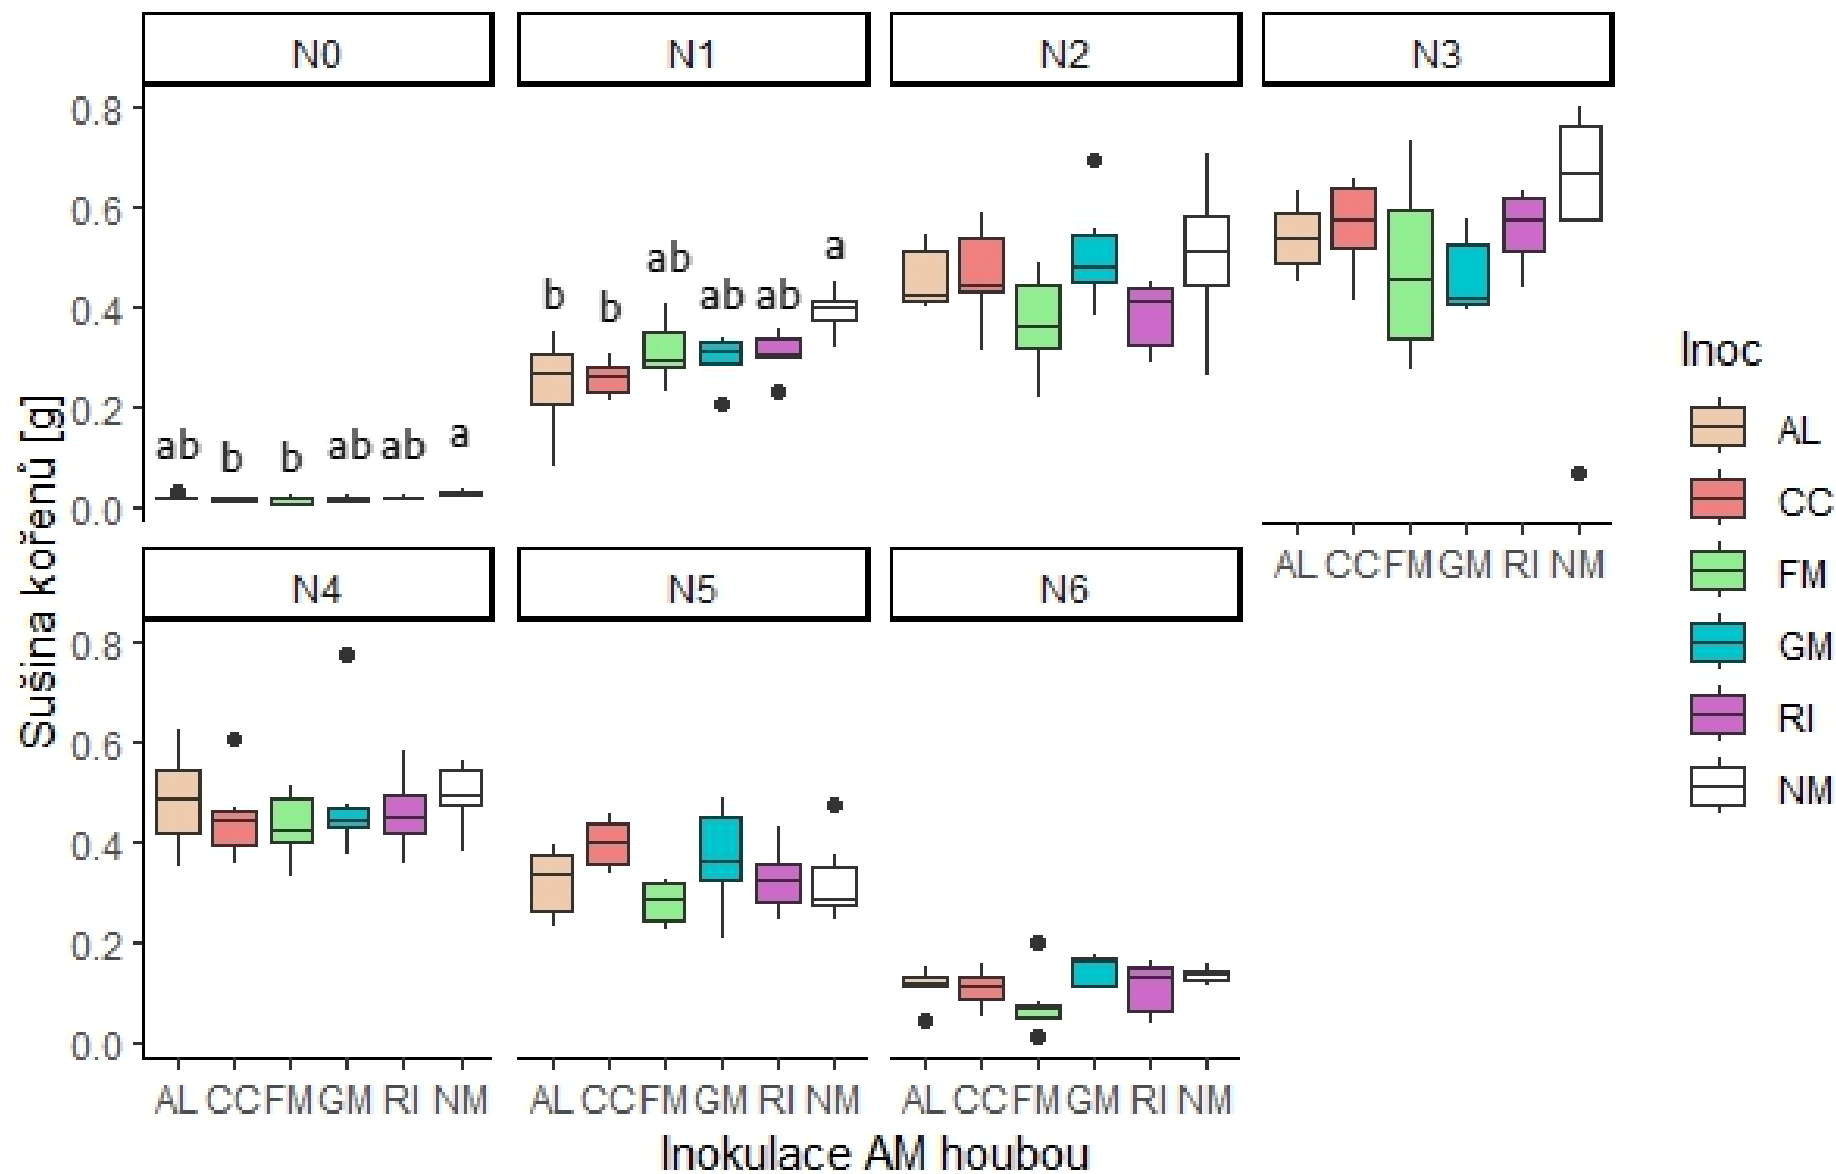 N0 N1 N2 N3
0.8
0.6
0.4
0.2
0.0
ab b b ab ab a
b b ab ab ab a
AL CC FM GM RI NM
N4 N5 N6
0.8
0.6
0.4
0.2
0.0
AL CC FM GM RI NM AL CC FM GM RI NM AL CC FM GM RI NM
Inokulace AM houbou
Sušina kořenů [g]
Inoc
AL
CC
FM
GM
RI
NM